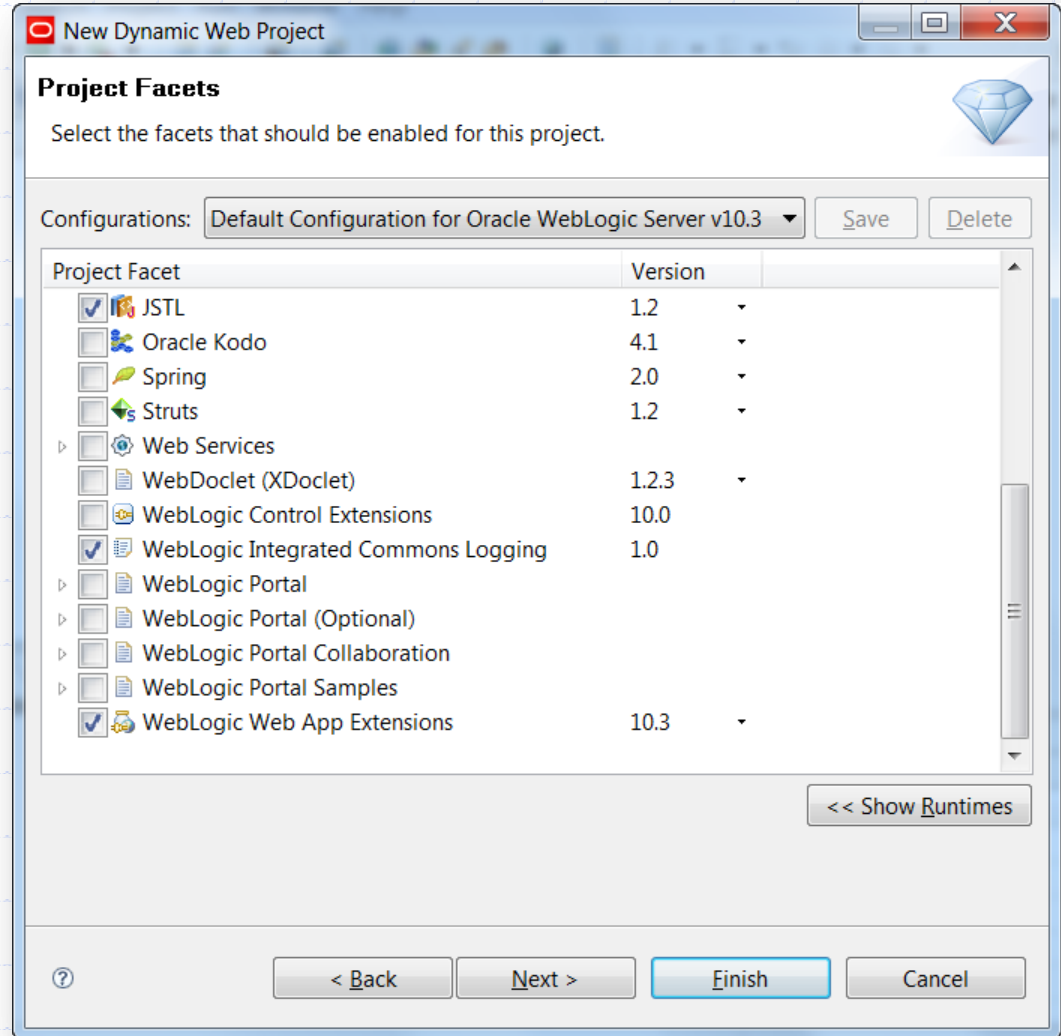 New Dynamic Web Project
Project Facets
Select the facets that should be enabled for this project.
Configurations: Default Configuration for Oracle WebLogic Server v10.3 Save Delete
Project Facet Version
JSTL 1.2
Oracle Kodo 4.1
Spring 2.0
S Struts 1.2
Web Services
WebDoclet (XDoclet) 1.2.3
WebLogic Control Extensions 10.0
WebLogic Integrated Commons Logging 1.0
WebLogic Portal
WebLogic Portal (Optional)
WebLogic Portal Collaboration
WebLogic Portal Samples
WebLogic Web App Extensions 10.3
<< Show Runtimes
? < Back Next > Finish Cancel